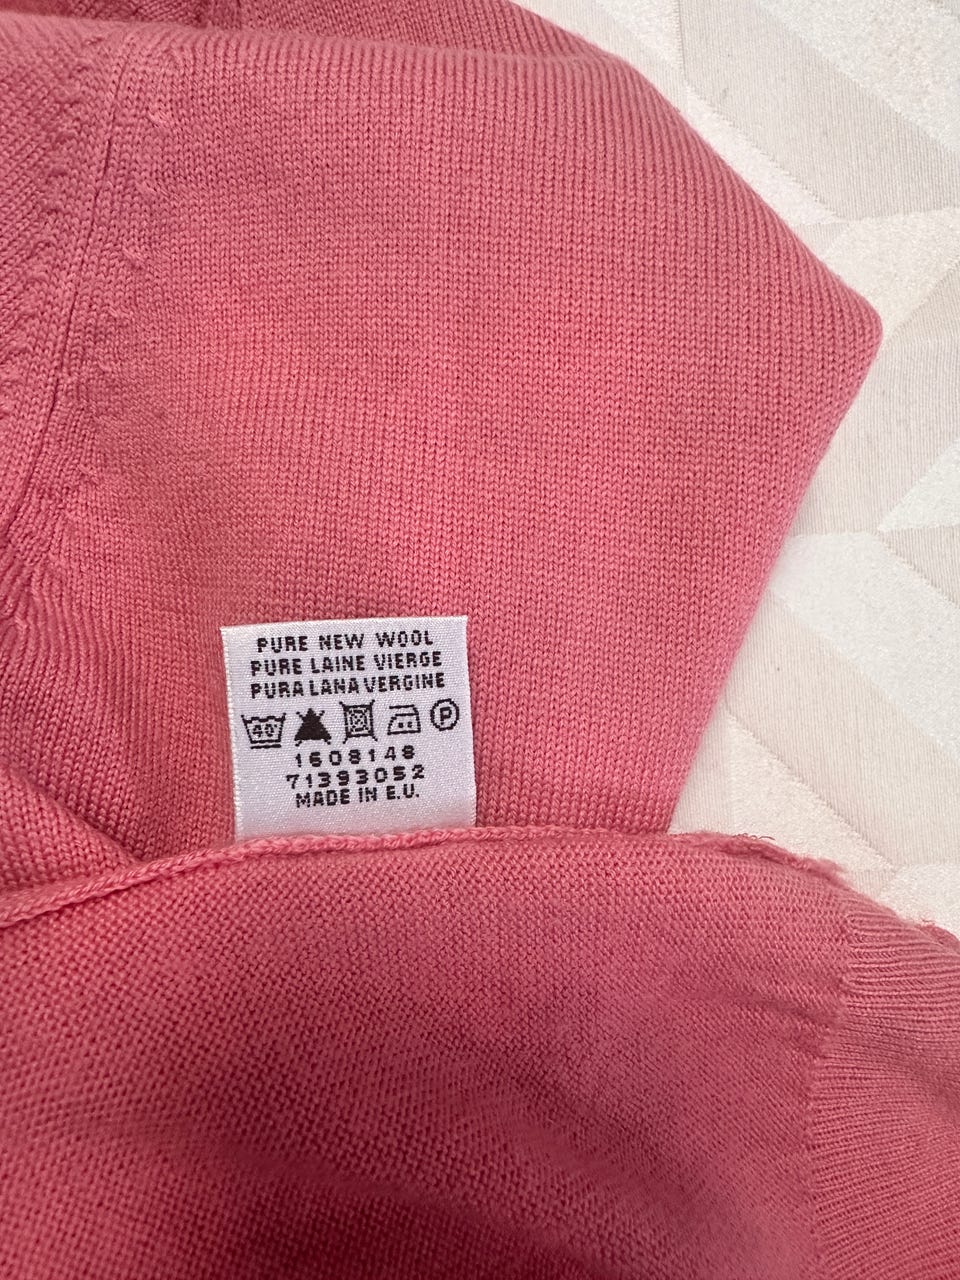 PURE NEW WOOL
PURE LAINE VIERGE
PURA LANA VERGINE
40° P
1608148
71393052
MADE IN E.U.